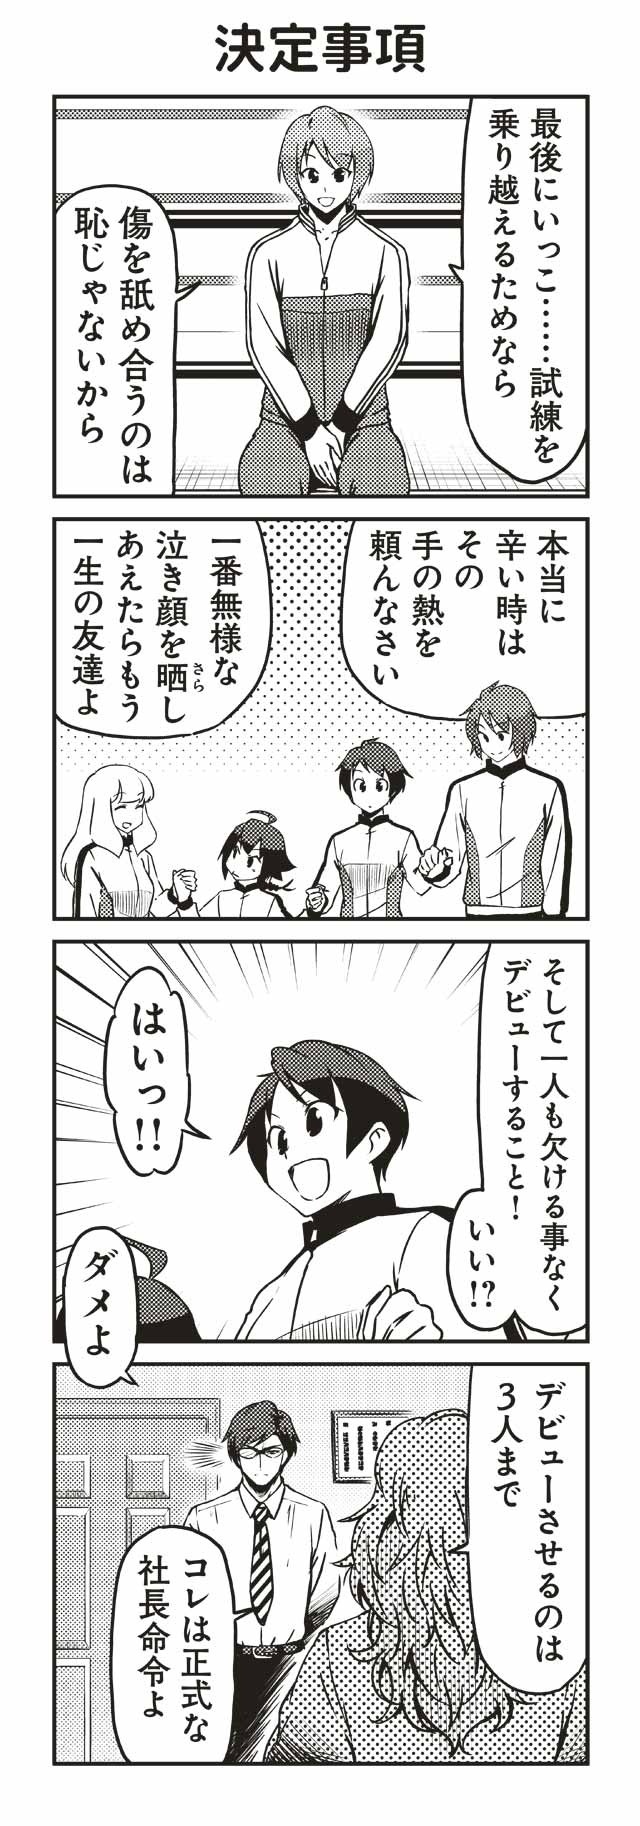 決定事項
最後にいっこ……試練を
乗り越えるためなら
傷を舐め合うのは
恥じゃないから
本当に
辛い時は
その
手の熱を
頼んなさい
一番無様な
泣き顔を晒し
さら
あえたらもう
一生の友達よ
そして一人も欠ける事なく
デビューすること！
いい!?
はいっ!!
ダメよ
デビューさせるのは
3人まで
コレは正式な
社長命令よ